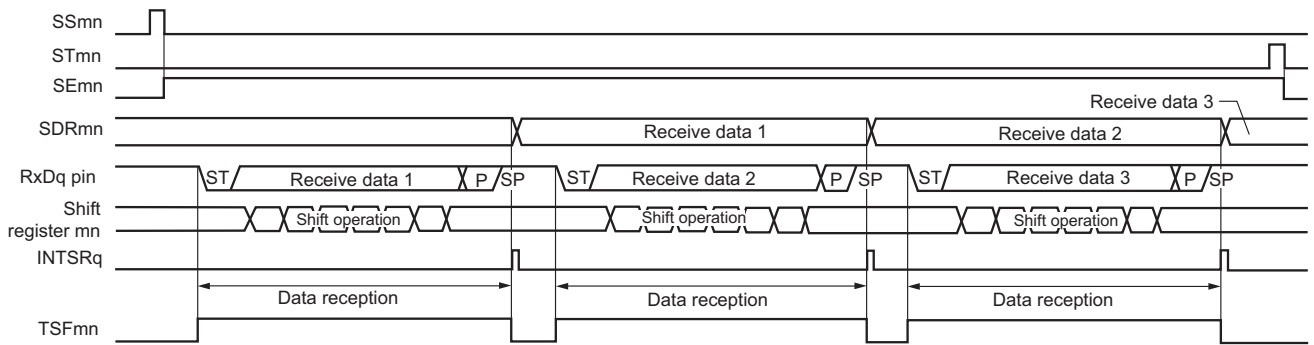 SSmn
STmn
SEmn
Receive data 3
SDRmn
Receive data 1
Receive data 2
RxDq pin
ST
Receive data 1
P
SP
ST
Receive data 2
P
SP
ST
Receive data 3
P
SP
Shift
register mn
Shift operation
Shift operation
Shift operation
INTSRq
Data reception
Data reception
Data reception
TSFmn